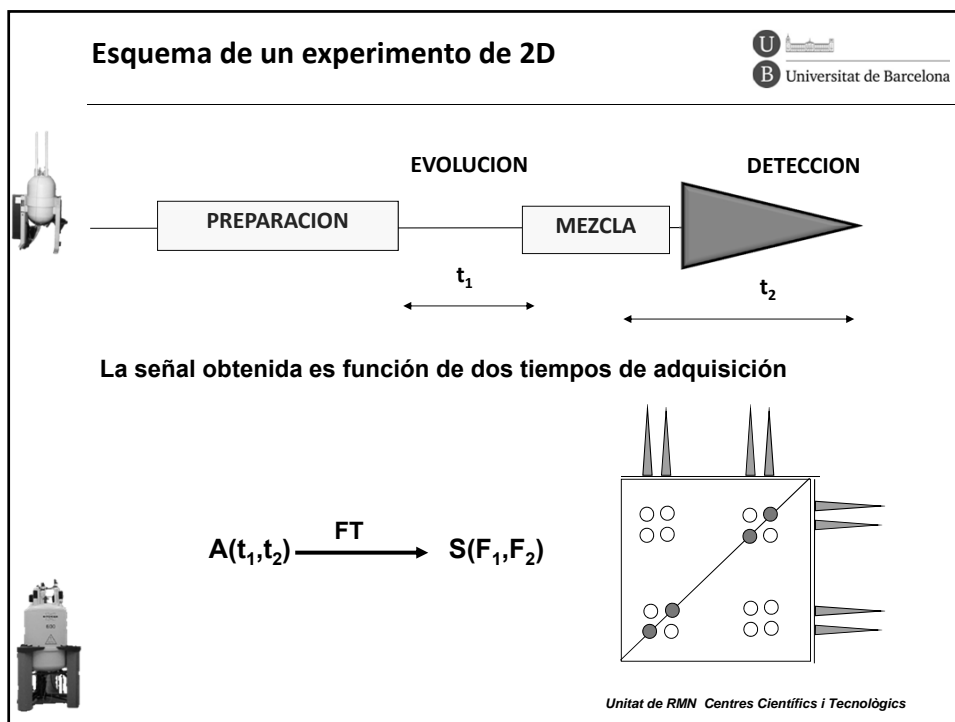 Esquema de un experimento de 2D
U
B Universitat de Barcelona
EVOLUCION DETECCION
PREPARACION MEZCLA
t₁ t₂
La señal obtenida es función de dos tiempos de adquisición
FT
A(t₁,t₂) S(F₁,F₂)
Unitat de RMN Centres Científics i Tecnològics